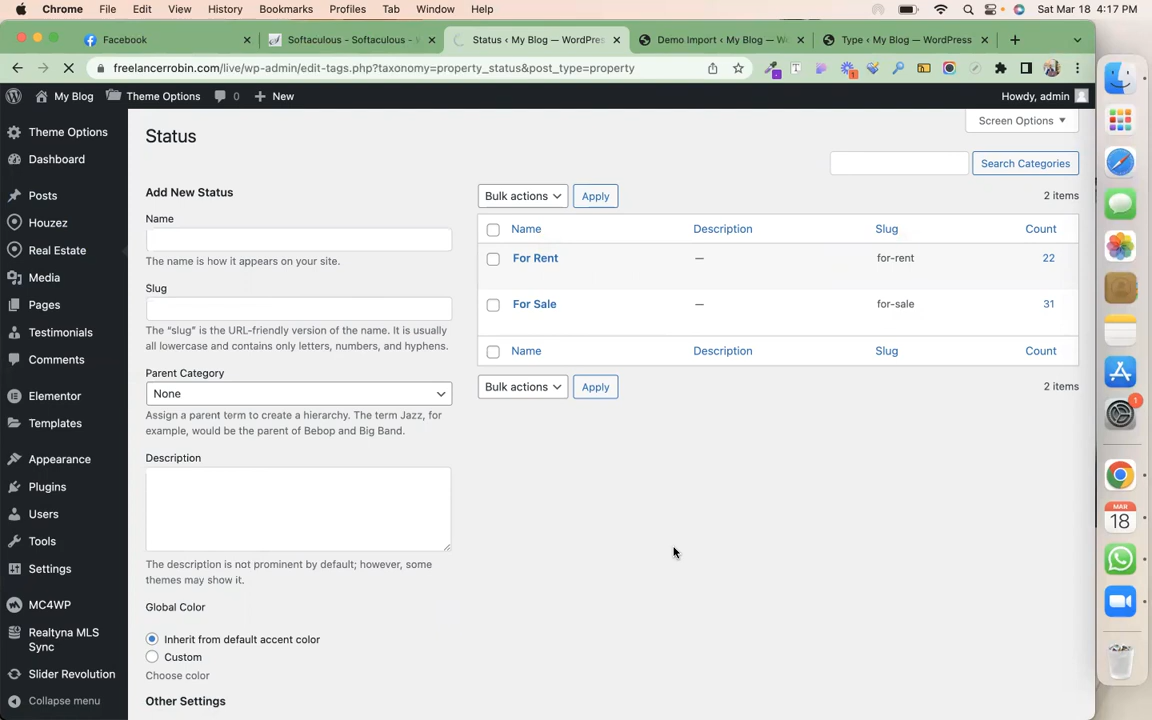 Chrome File Edit View History Bookmarks Profiles Tab Window Help Sat Mar 18 4:17 PM
Facebook Softaculous - Softaculous - Status ‹ My Blog — WordPre Demo Import ‹ My Blog — W Type ‹ My Blog — WordPress
freelancerrobin.com/live/wp-admin/edit-tags.php?taxonomy=property_status&post_type=property
My Blog Theme Options 0 New Howdy, admin
Theme Options
Dashboard
Posts
Houzez
Real Estate
Media
Pages
Testimonials
Comments
Elementor
Templates
Appearance
Plugins
Users
Tools
Settings
MC4WP
Realtyna MLS
Sync
Slider Revolution
Collapse menu
Screen Options
Status
Search Categories
Add New Status
Name
The name is how it appears on your site.
Slug
The “slug” is the URL-friendly version of the name. It is usually
all lowercase and contains only letters, numbers, and hyphens.
Parent Category
None
Assign a parent term to create a hierarchy. The term Jazz, for
example, would be the parent of Bebop and Big Band.
Description
The description is not prominent by default; however, some
themes may show it.
Global Color
Inherit from default accent color
Custom
Choose color
Other Settings
Bulk actions Apply 2 items
Name Description Slug Count
For Rent — for-rent 22
For Sale — for-sale 31
Name Description Slug Count
Bulk actions Apply 2 items
1
MAR
18